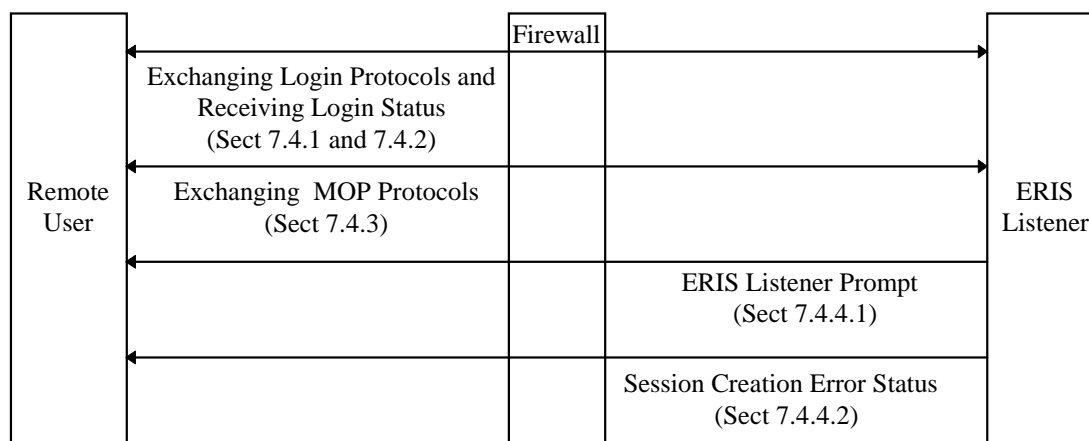 Firewall
Exchanging Login Protocols and
Receiving Login Status
(Sect 7.4.1 and 7.4.2)
Remote
User
Exchanging MOP Protocols
(Sect 7.4.3)
ERIS
Listener
ERIS Listener Prompt
(Sect 7.4.4.1)
Session Creation Error Status
(Sect 7.4.4.2)